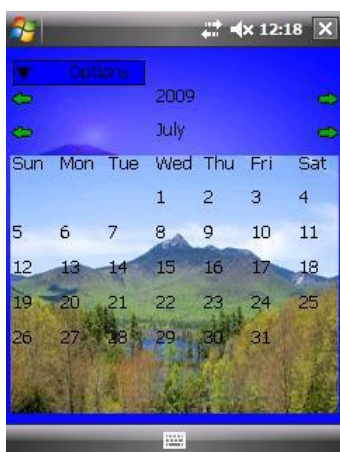 12:18
Options
2009
July
Sun Mon Tue Wed Thu Fri Sat
1 2 3 4
5 6 7 8 9 10 11
12 13 14 15 16 17 18
19 20 21 22 23 24 25
26 27 28 29 30 31